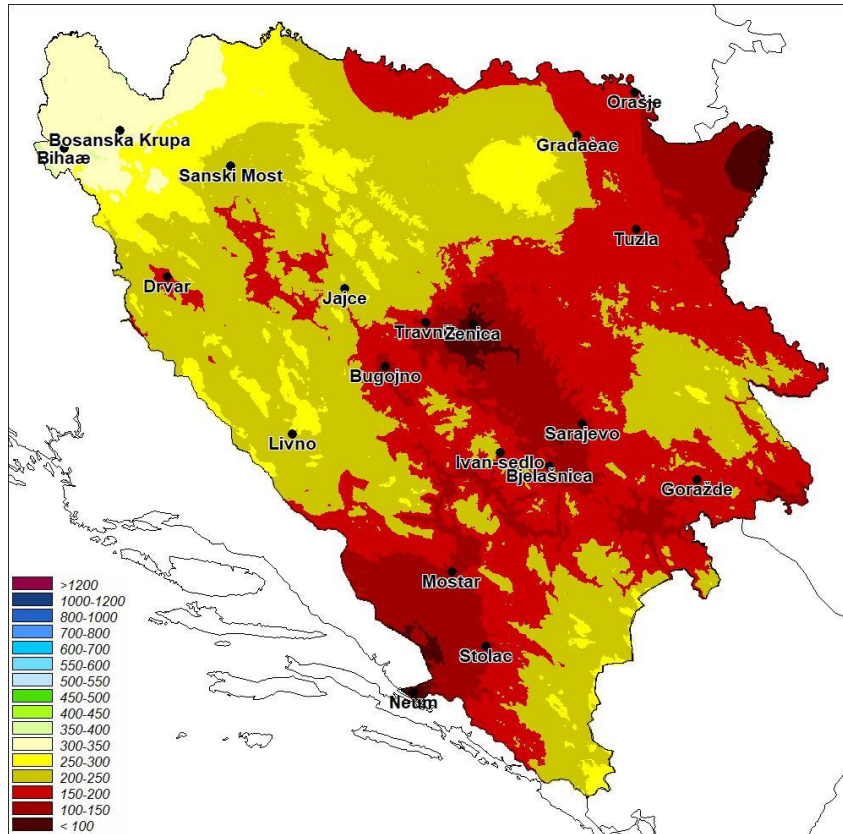 Orašje
Bosanska Krupa
Bihaæ
Gradaèac
Sanski Most
Tuzla
Drvar
Jajce
Zenica
Bugojno
Livno
Sarajevo
Ivan-sedlo
Bjelašnica
Goražde
Mostar
Stolac
Neum
>1200
1000-1200
800-1000
700-800
600-700
550-600
500-550
450-500
400-450
350-400
300-350
250-300
200-250
150-200
100-150
< 100